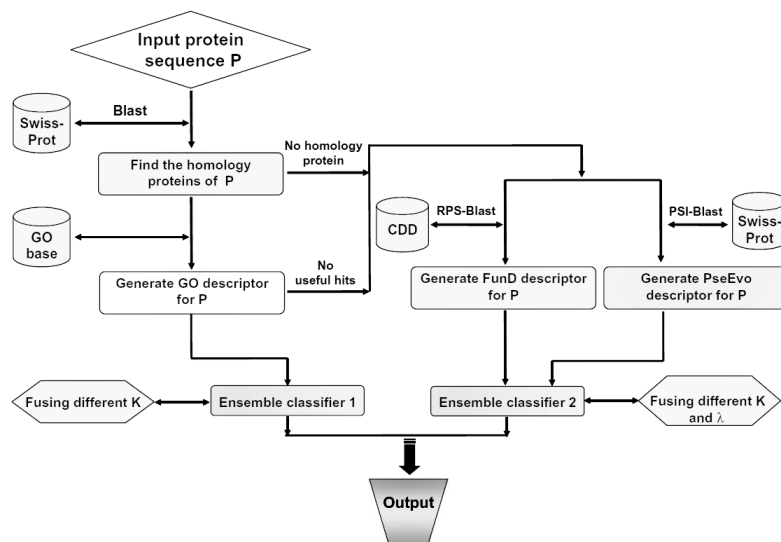 Input protein
sequence P
Swiss-
Prot
Blast
Find the homology
proteins of P
No homology
protein
GO
base
Generate GO descriptor
for P
No
useful hits
CDD
RPS-Blast
PSI-Blast
Swiss-
Prot
Generate FunD descriptor
for P
Generate PseEvo
descriptor for P
Fusing different K
Ensemble classifier 1
Ensemble classifier 2
Fusing different K
and λ
Output